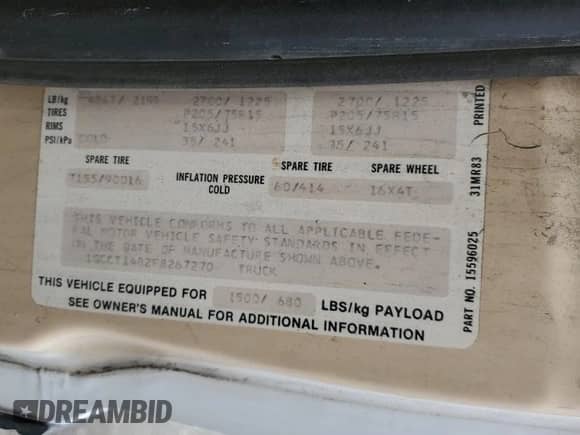 LB/kg 4867/ 2195 2700/ 1225 2700/ 1225
TIRES P205/75R15 P205/75R15
RIMS 15X6JJ 15X6JJ
PSI/kPa COLD 35/ 241 35/ 241
SPARE TIRE SPARE TIRE SPARE WHEEL
T155/90D16 INFLATION PRESSURE COLD 60/414 16X4T
THIS VEHICLE CONFORMS TO ALL APPLICABLE FEDE-
RAL MOTOR VEHICLE SAFETY STANDARDS IN EFFECT
ON THE DATE OF MANUFACTURE SHOWN ABOVE.
TRUCK
THIS VEHICLE EQUIPPED FOR 1500/ 680 LBS/kg PAYLOAD
SEE OWNER'S MANUAL FOR ADDITIONAL INFORMATION
PART NO. 15596025 31MR83 PRINTED
DREAMBID